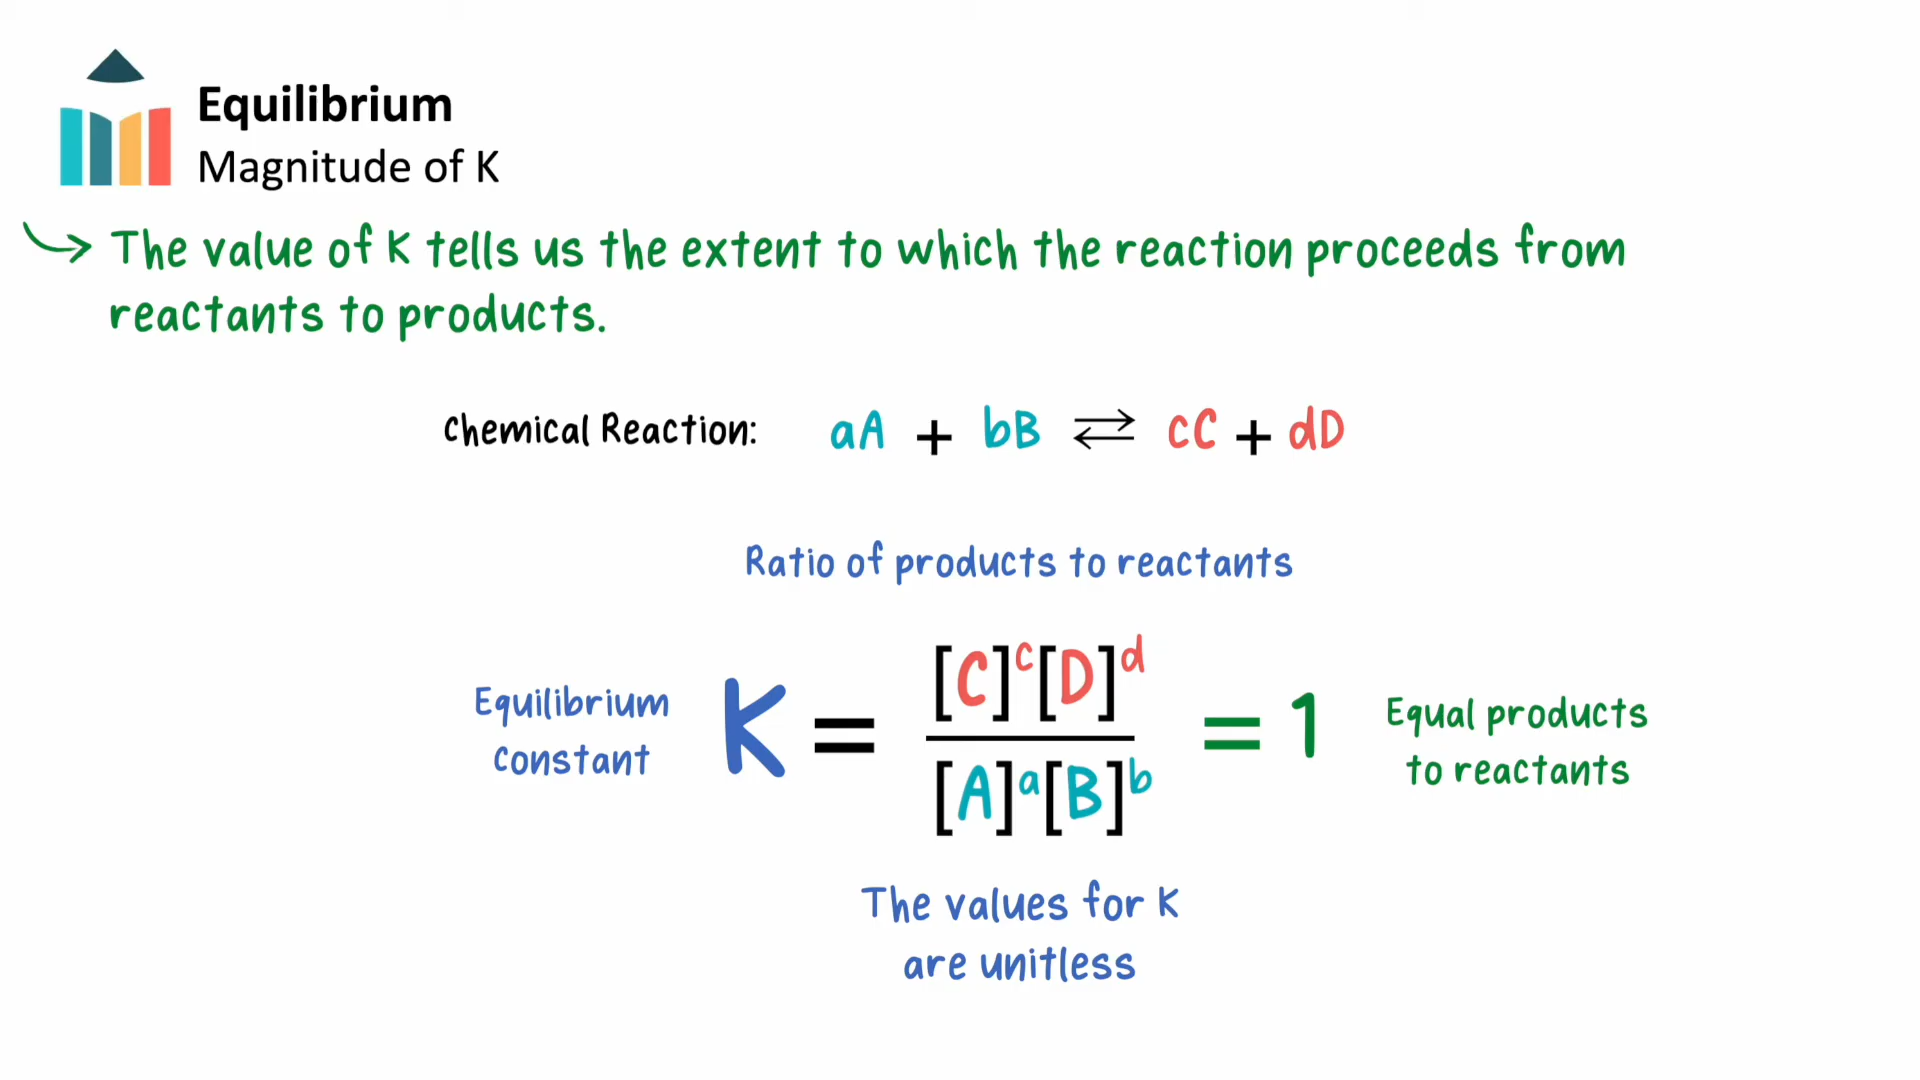 Equilibrium
Magnitude of K
The value of K tells us the extent to which the reaction proceeds from
reactants to products.
Chemical Reaction: aA + bB ⇄ cC + dD
Ratio of products to reactants
Equilibrium
constant
K = [C]ᶜ[D]ᵈ / [A]ᵃ[B]ᵇ = 1
Equal products
to reactants
The values for K
are unitless